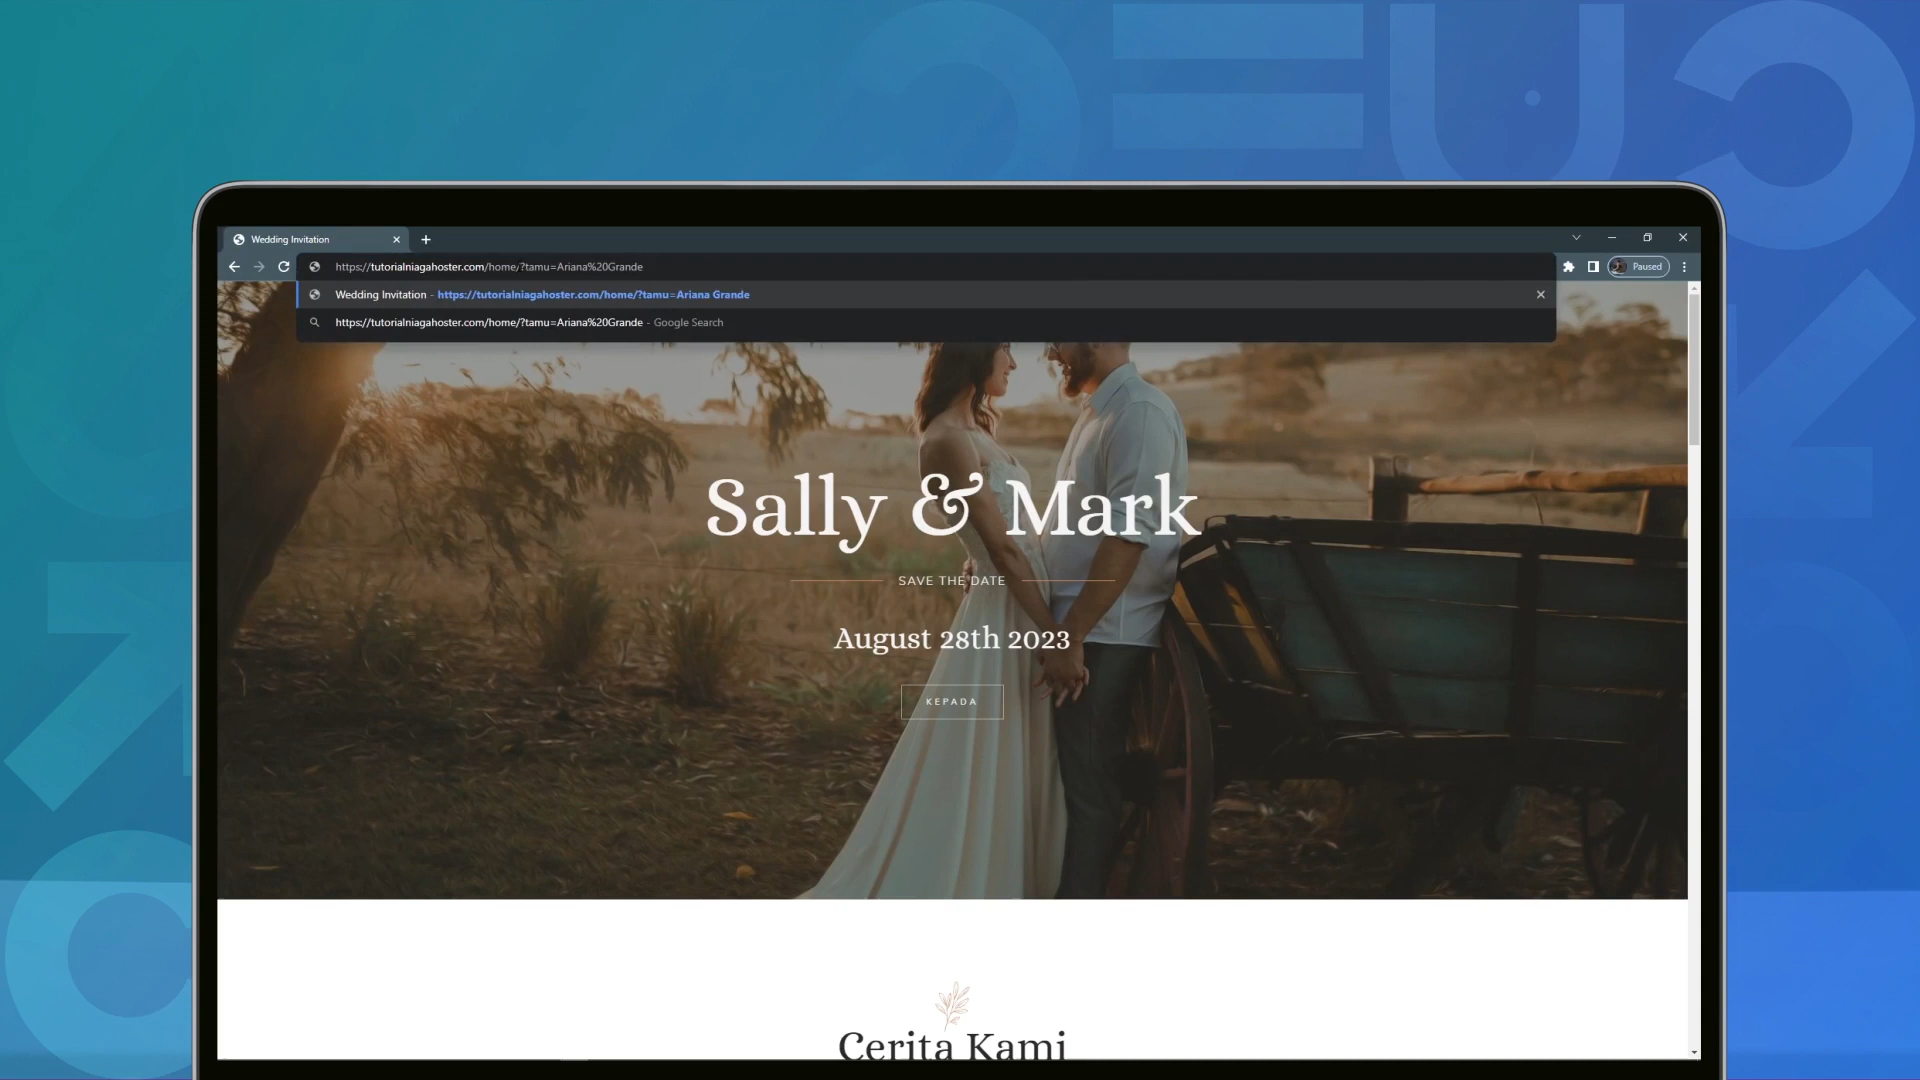 Wedding Invitation
https://tutorialniagahoster.com/home/?tamu=Ariana%20Grande
Paused
Wedding Invitation - https://tutorialniagahoster.com/home/?tamu=Ariana Grande
https://tutorialniagahoster.com/home/?tamu=Ariana%20Grande - Google Search
Sally & Mark
SAVE THE DATE
August 28th 2023
KEPADA
Cerita Kami